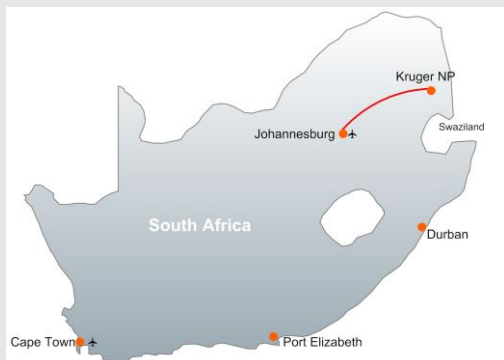 Kruger NP
Swaziland
Johannesburg
South Africa
Durban
Cape Town
Port Elizabeth